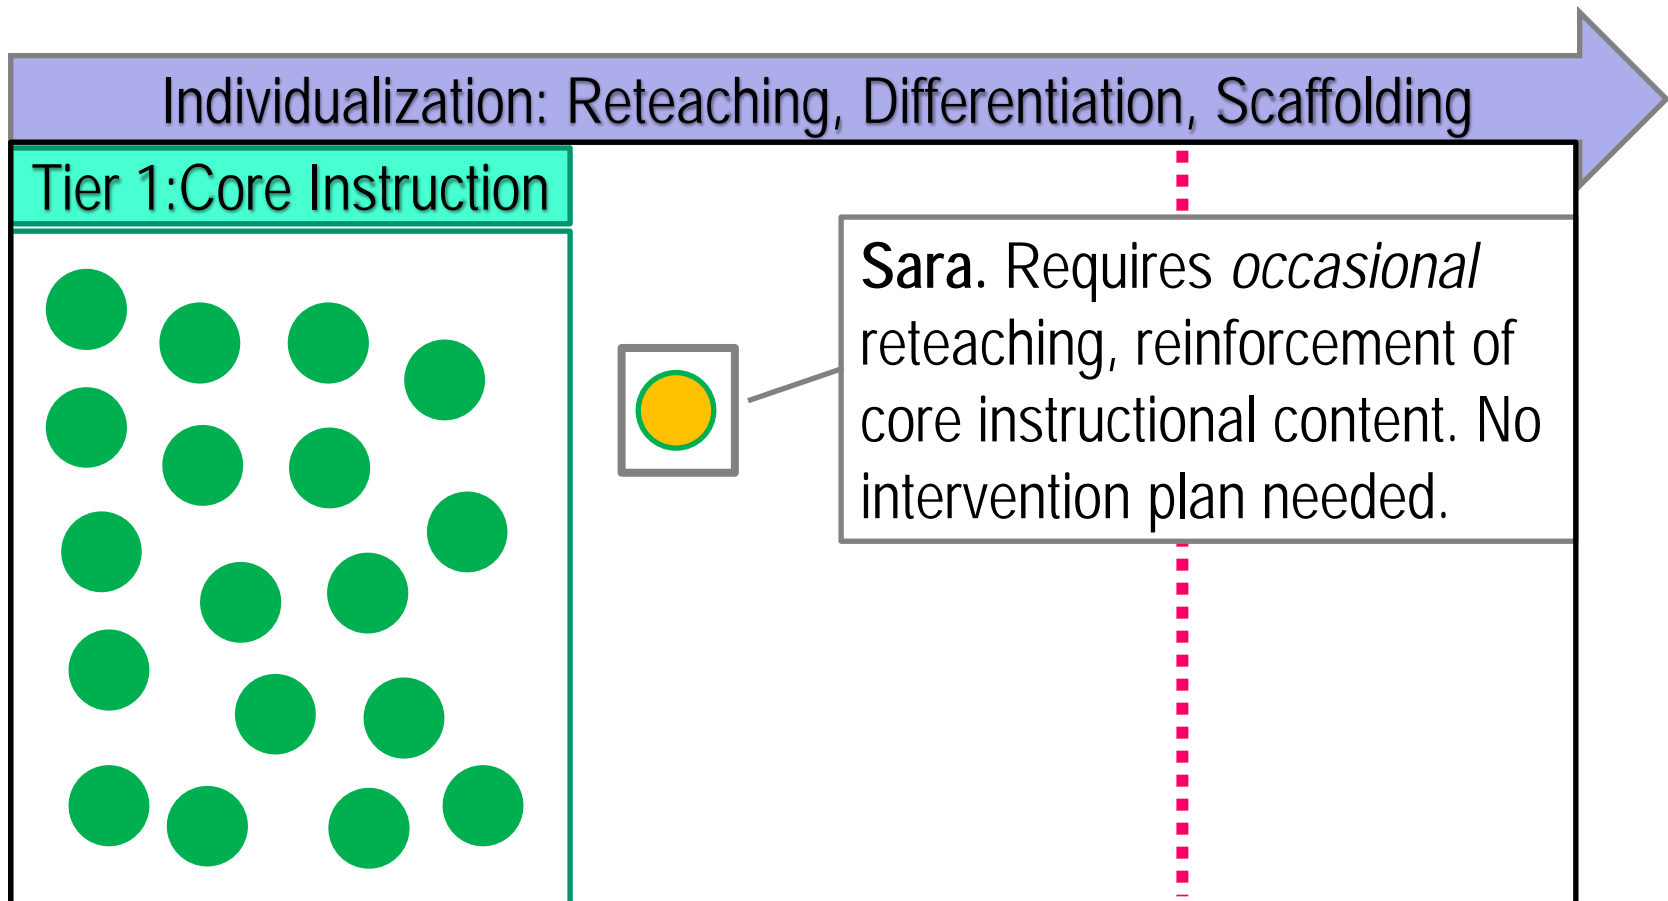 Individualization: Reteaching, Differentiation, Scaffolding
Tier 1:Core Instruction
Sara. Requires occasional
reteaching, reinforcement of
core instructional content. No
intervention plan needed.